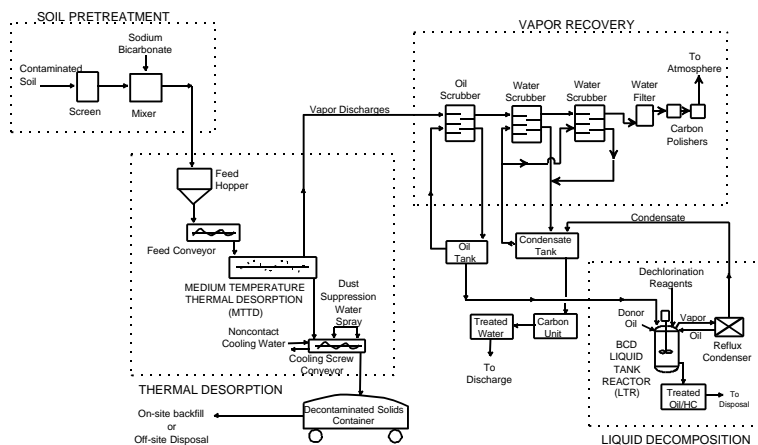 SOIL PRETREATMENT
Sodium
Bicarbonate
Contaminated
Soil
Screen
Mixer
VAPOR RECOVERY
Oil
Scrubber
Water
Scrubber
Water
Scrubber
Water
Filter
To
Atmosphere
Carbon
Polishers
Vapor Discharges
Feed
Hopper
Feed Conveyor
MEDIUM TEMPERATURE
THERMAL DESORPTION
(MTTD)
Dust
Suppression
Water
Spray
Noncontact
Cooling Water
Cooling Screw
Conveyor
THERMAL DESORPTION
On-site backfill
or
Off-site Disposal
Decontaminated Solids
Container
Oil
Tank
Condensate
Tank
Condensate
Treated
Water
Carbon
Unit
To
Discharge
Dechlorination
Reagents
Donor
Oil
Vapor
Oil
Reflux
Condenser
BCD
LIQUID
TANK
REACTOR
(LTR)
Treated
Oil/HC
To
Disposal
LIQUID DECOMPOSITION